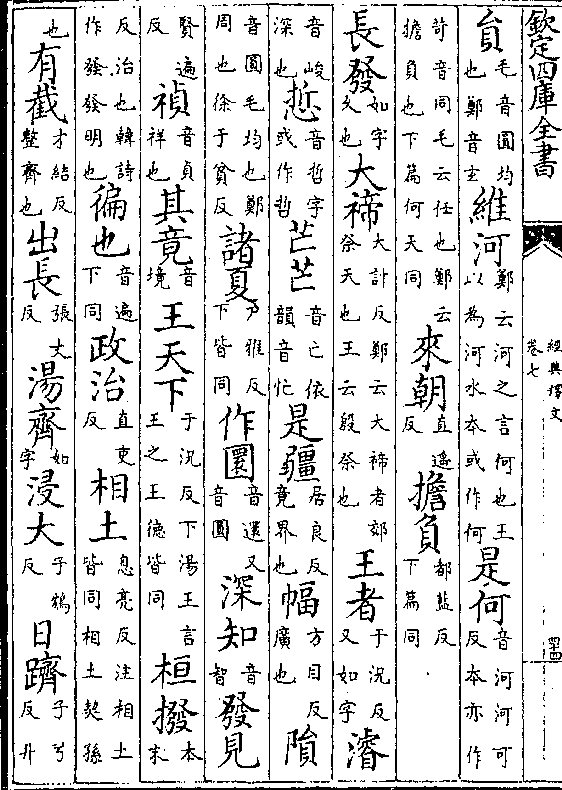 欽定四庫全書
經典釋文
卷七
員毛音圓均也鄭音云維河鄭云河之言何也王以為河水本或作何是何音河河可反本亦作
荷音同毛云任也鄭云擔負也下篇何天同來朝直遥反擔負都藍反下篇同
長發如字久也大禘大計反鄭云大禘者郊祭天也王云殷祭也王者于况反又如字濬
音峻深也悊音哲字或作哲芒芒音亡依韻音忙是疆居良反竟界也幅方目反廣也隕
音圓毛均也鄭周也徐于貧反諸夏户雅反下皆同作圜音還又音圓深知音智發見
賢遍反禎音貞祥也其竟音境王天下于况反下湯王言王之王德皆同桓撥本末
反治也韓詩作發發明也徧也音遍下同政治直吏反相土息亮反注相土皆同相土契孫
也有截才結反整齊也出長張丈反湯齊如字浸大子鴆反日躋子兮反升